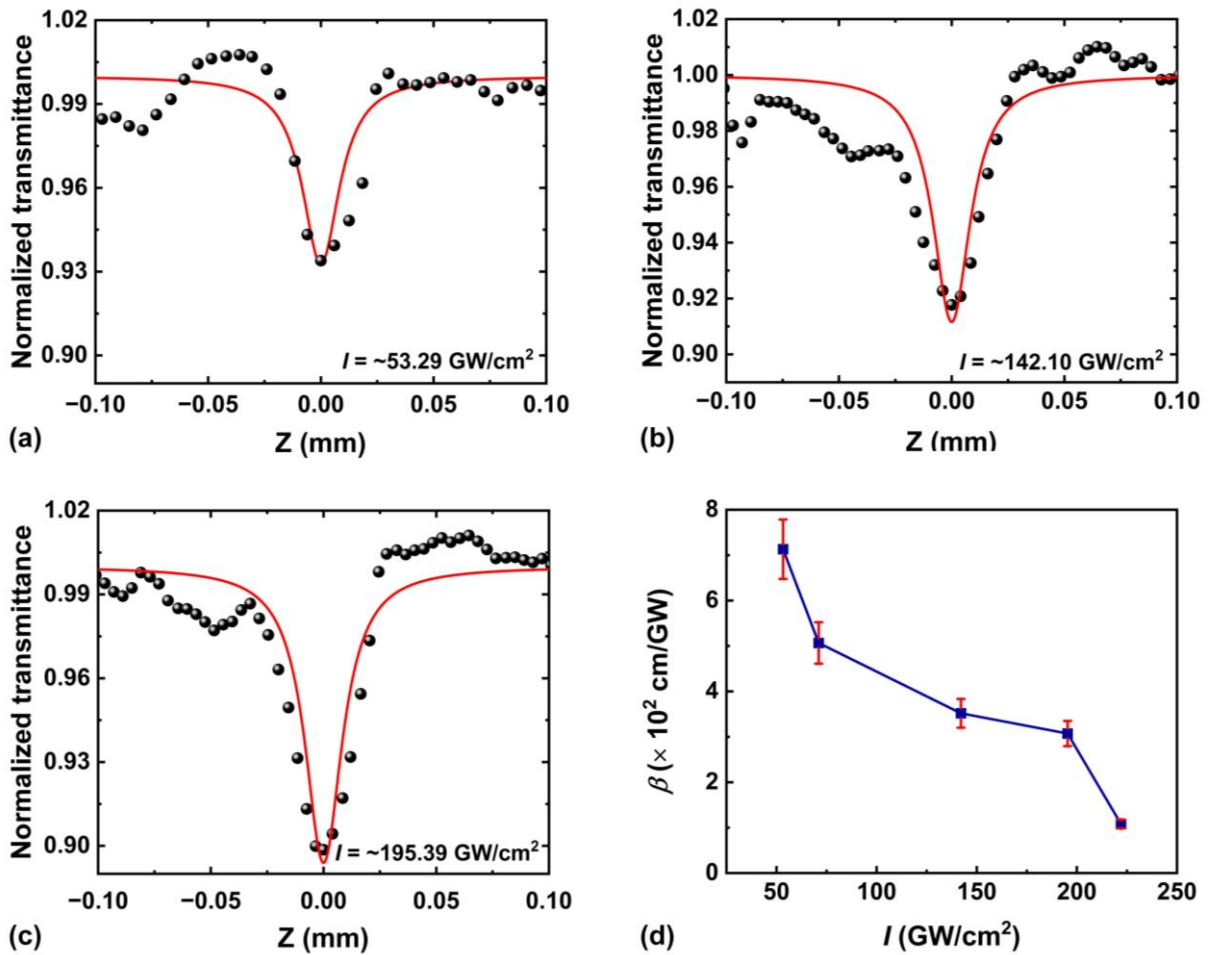 1.02
0.99
0.96
0.93
0.90
Normalized transmittance
I = ~53.29 GW/cm²
−0.10 −0.05 0.00 0.05 0.10
(a) Z (mm)
1.02
1.00
0.98
0.96
0.94
0.92
0.90
Normalized transmittance
I = ~142.10 GW/cm²
−0.10 −0.05 0.00 0.05 0.10
(b) Z (mm)
1.02
0.99
0.96
0.93
0.90
Normalized transmittance
I = ~195.39 GW/cm²
−0.10 −0.05 0.00 0.05 0.10
(c) Z (mm)
8
6
4
2
0
β (× 10² cm/GW)
50 100 150 200 250
(d) I (GW/cm²)